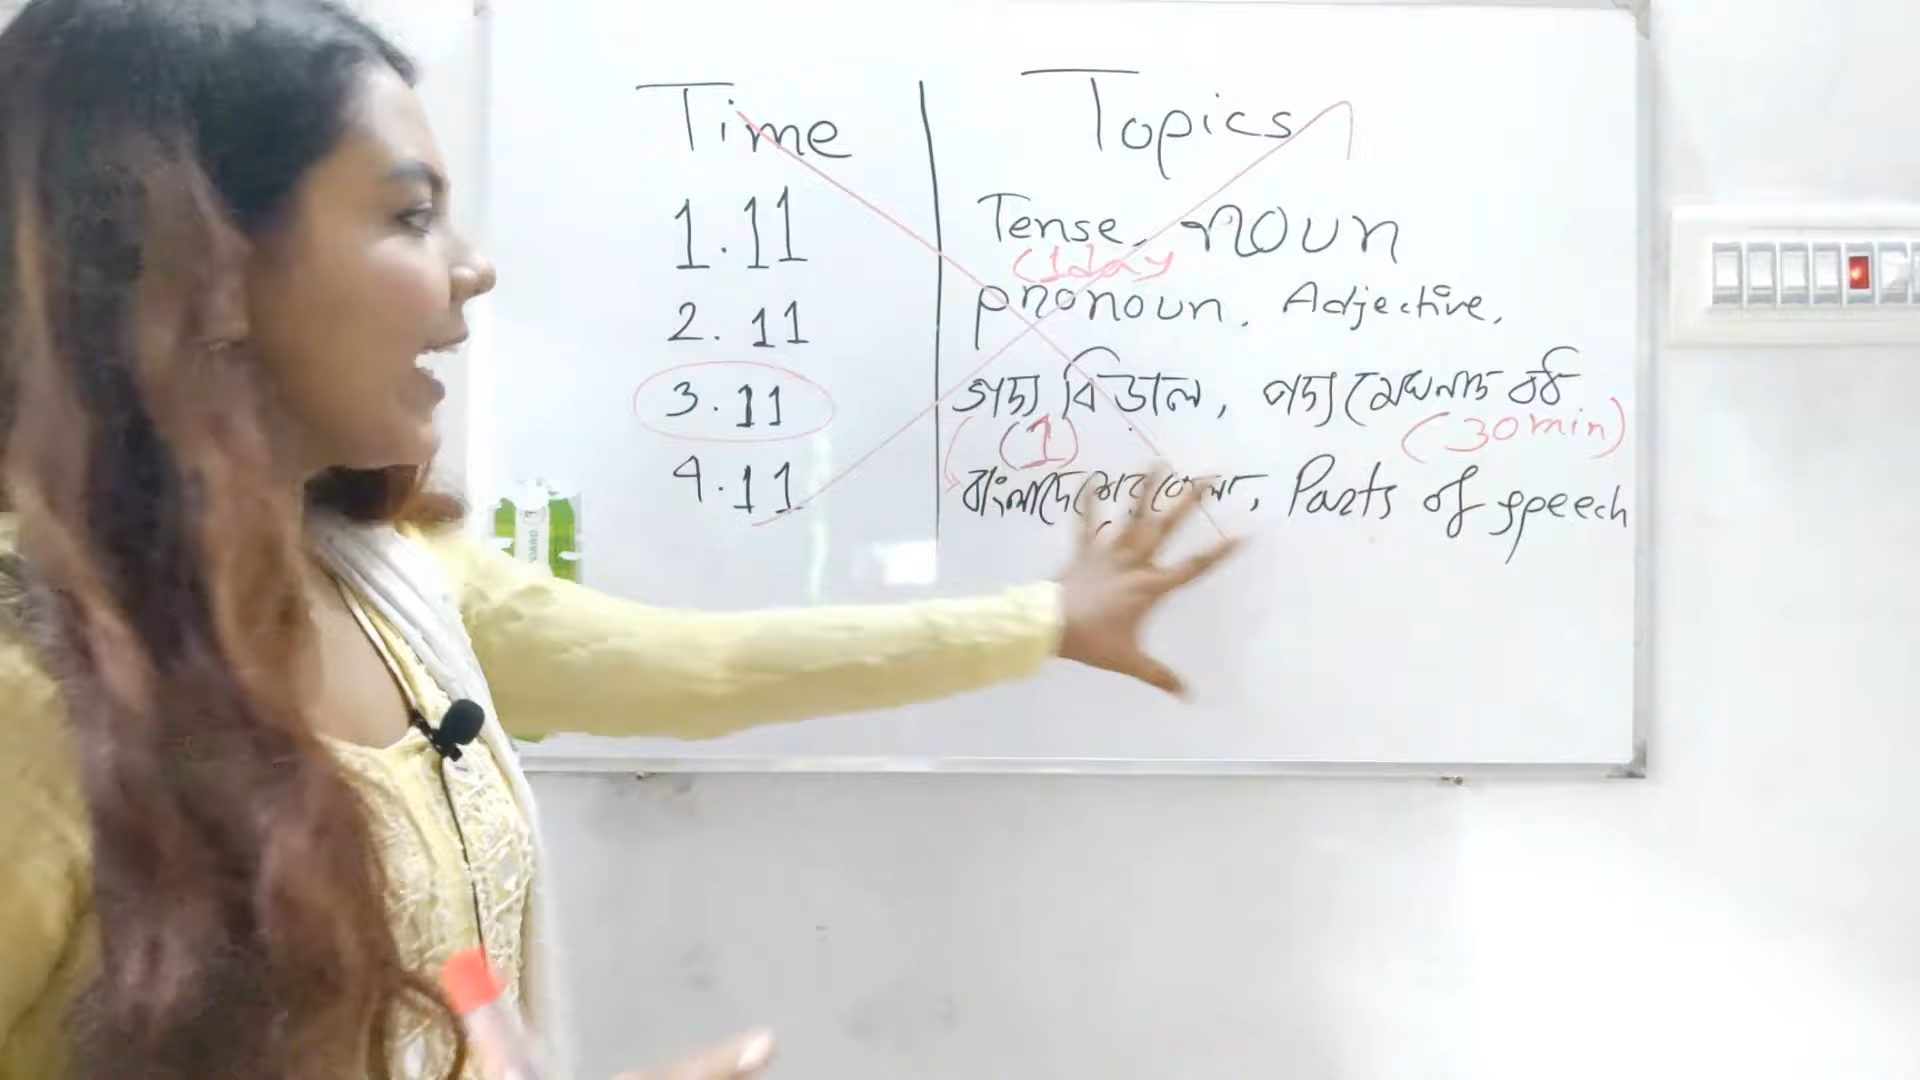 Time Topics
1.11 Tense, noun
(1day
2.11 pronoun, Adjective,
3.11 গদ্য বিড়াল, পদ্য মেঘনাদ বধ
(1) (30min)
4.11 Parts of speech